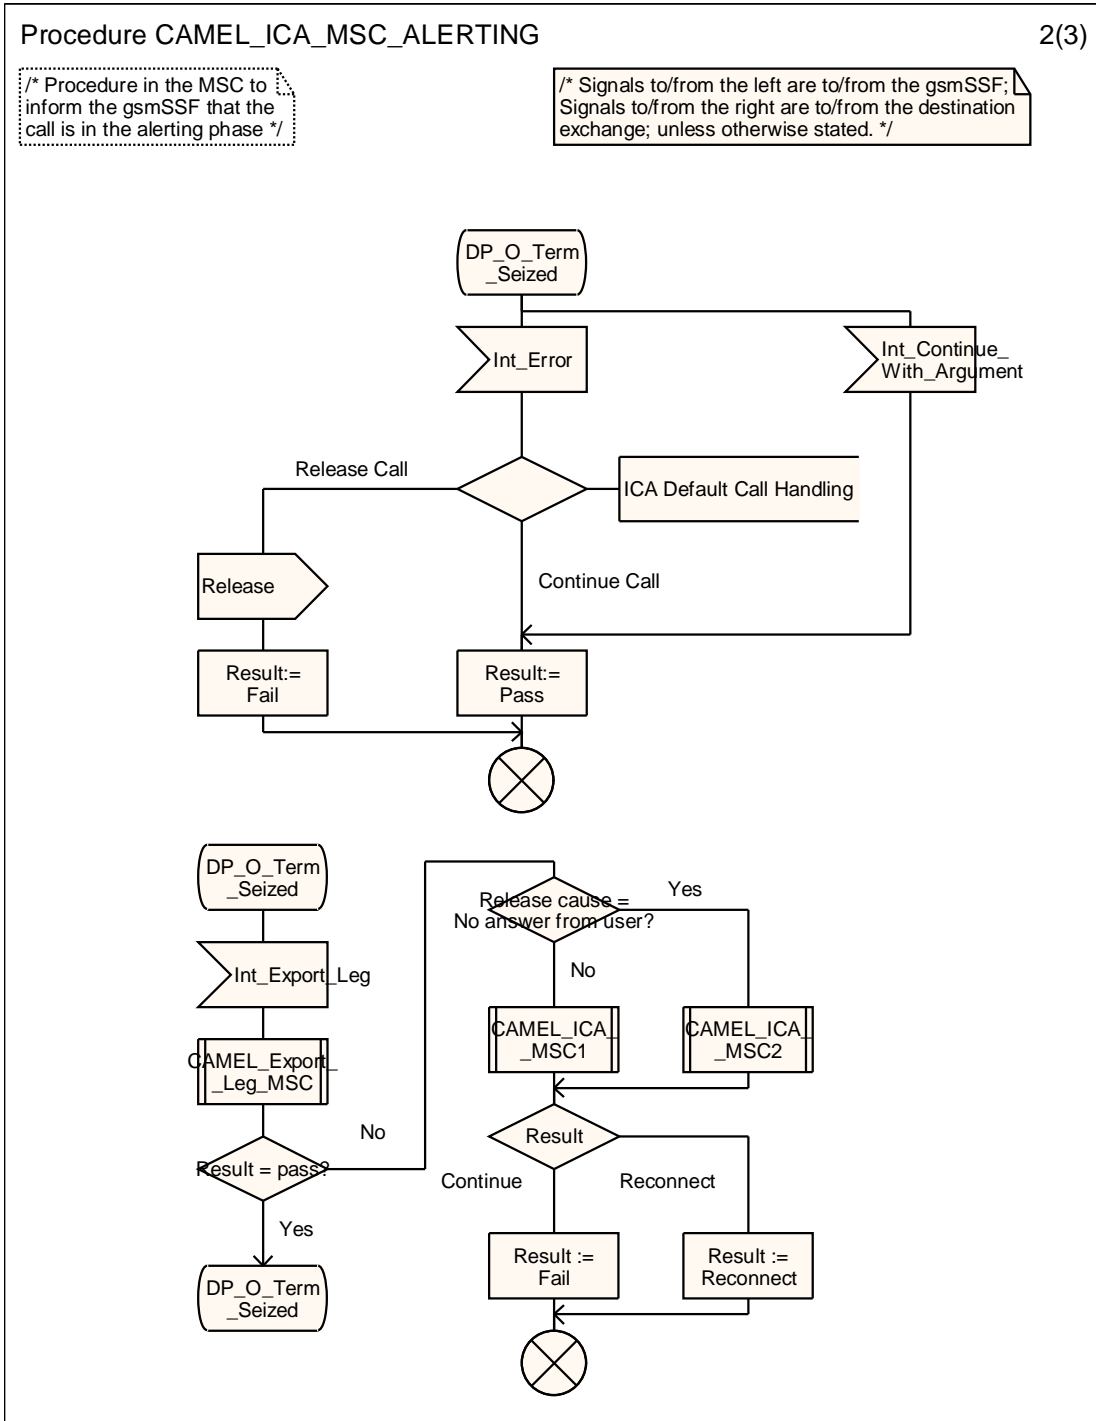 Procedure CAMEL_ICA_MSC_ALERTING
2(3)
/* Procedure in the MSC to
inform the gsmSSF that the
call is in the alerting phase */
/* Signals to/from the left are to/from the gsmSSF;
Signals to/from the right are to/from the destination
exchange; unless otherwise stated. */
DP_O_Term
_Seized
Int_Error
Int_Continue_
With_Argument
Release Call
ICA Default Call Handling
Release
Continue Call
Result:=
Fail
Result:=
Pass
DP_O_Term
_Seized
Int_Export_Leg
CAMEL_Export_
_Leg_MSC
Result = pass?
No
Yes
DP_O_Term
_Seized
Release cause =
No answer from user?
Yes
No
CAMEL_ICA_
_MSC1
CAMEL_ICA_
_MSC2
Result
Continue
Reconnect
Result :=
Fail
Result :=
Reconnect